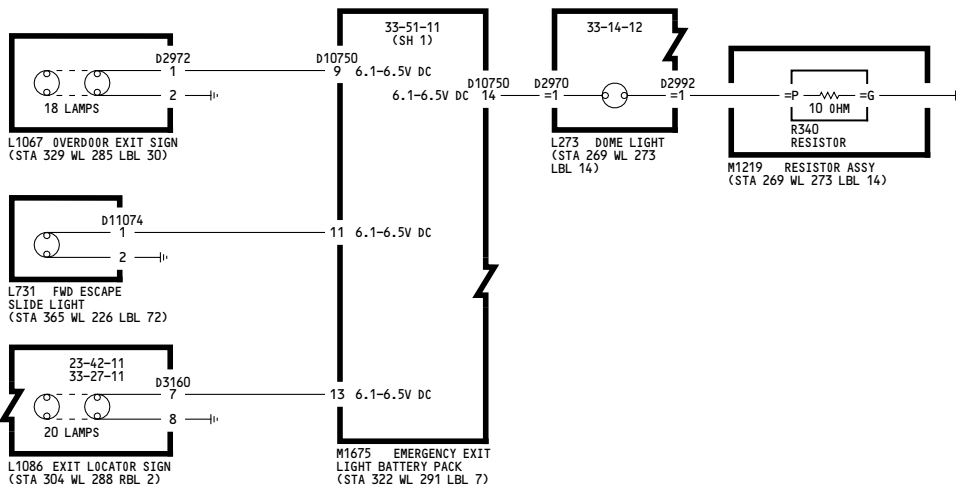 33-51-11
(SH 1)
33-14-12
D2972
1
2
18 LAMPS
L1067 OVERDOOR EXIT SIGN
(STA 329 WL 285 LBL 30)
D10750
9 6.1-6.5V DC
D10750
6.1-6.5V DC 14
D2970
=1
D2992
=1
L273 DOME LIGHT
(STA 269 WL 273
LBL 14)
=P =G
10 OHM
R340
RESISTOR
M1219 RESISTOR ASSY
(STA 269 WL 273 LBL 14)
D11074
1
2
11 6.1-6.5V DC
L731 FWD ESCAPE
SLIDE LIGHT
(STA 365 WL 226 LBL 72)
23-42-11
33-27-11
D3160
7
8
20 LAMPS
13 6.1-6.5V DC
L1086 EXIT LOCATOR SIGN
(STA 304 WL 288 RBL 2)
M1675 EMERGENCY EXIT
LIGHT BATTERY PACK
(STA 322 WL 291 LBL 7)